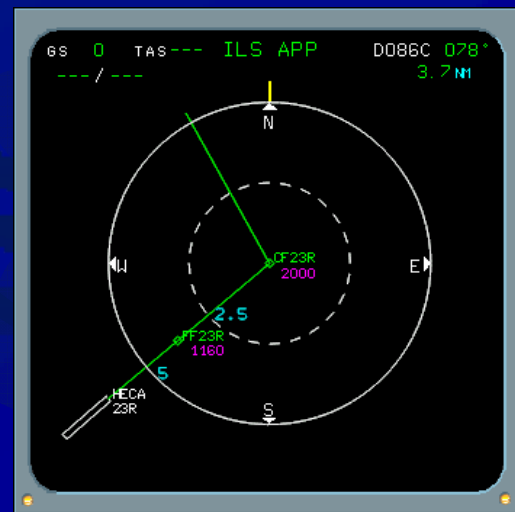 GS 0 TAS--- ILS APP D086C 078°
---/--- 3.7 NM
N
W
E
CF23R
2000
2.5
FF23R
1160
5
HECA
23R
S